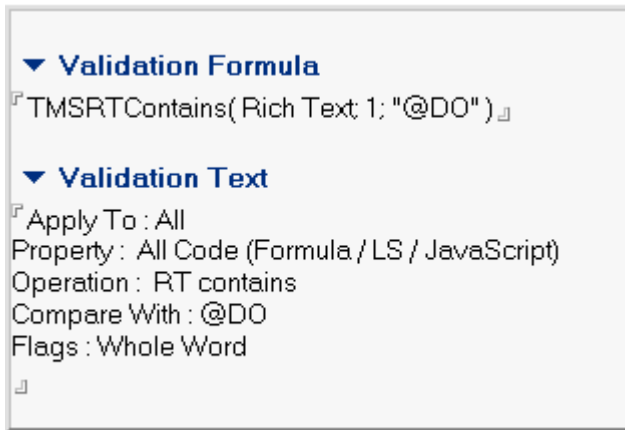 Validation Formula
TMSRTContains( Rich Text; 1; "@DO" )
Validation Text
Apply To : All
Property : All Code (Formula / LS / JavaScript)
Operation : RT contains
Compare With : @DO
Flags : Whole Word